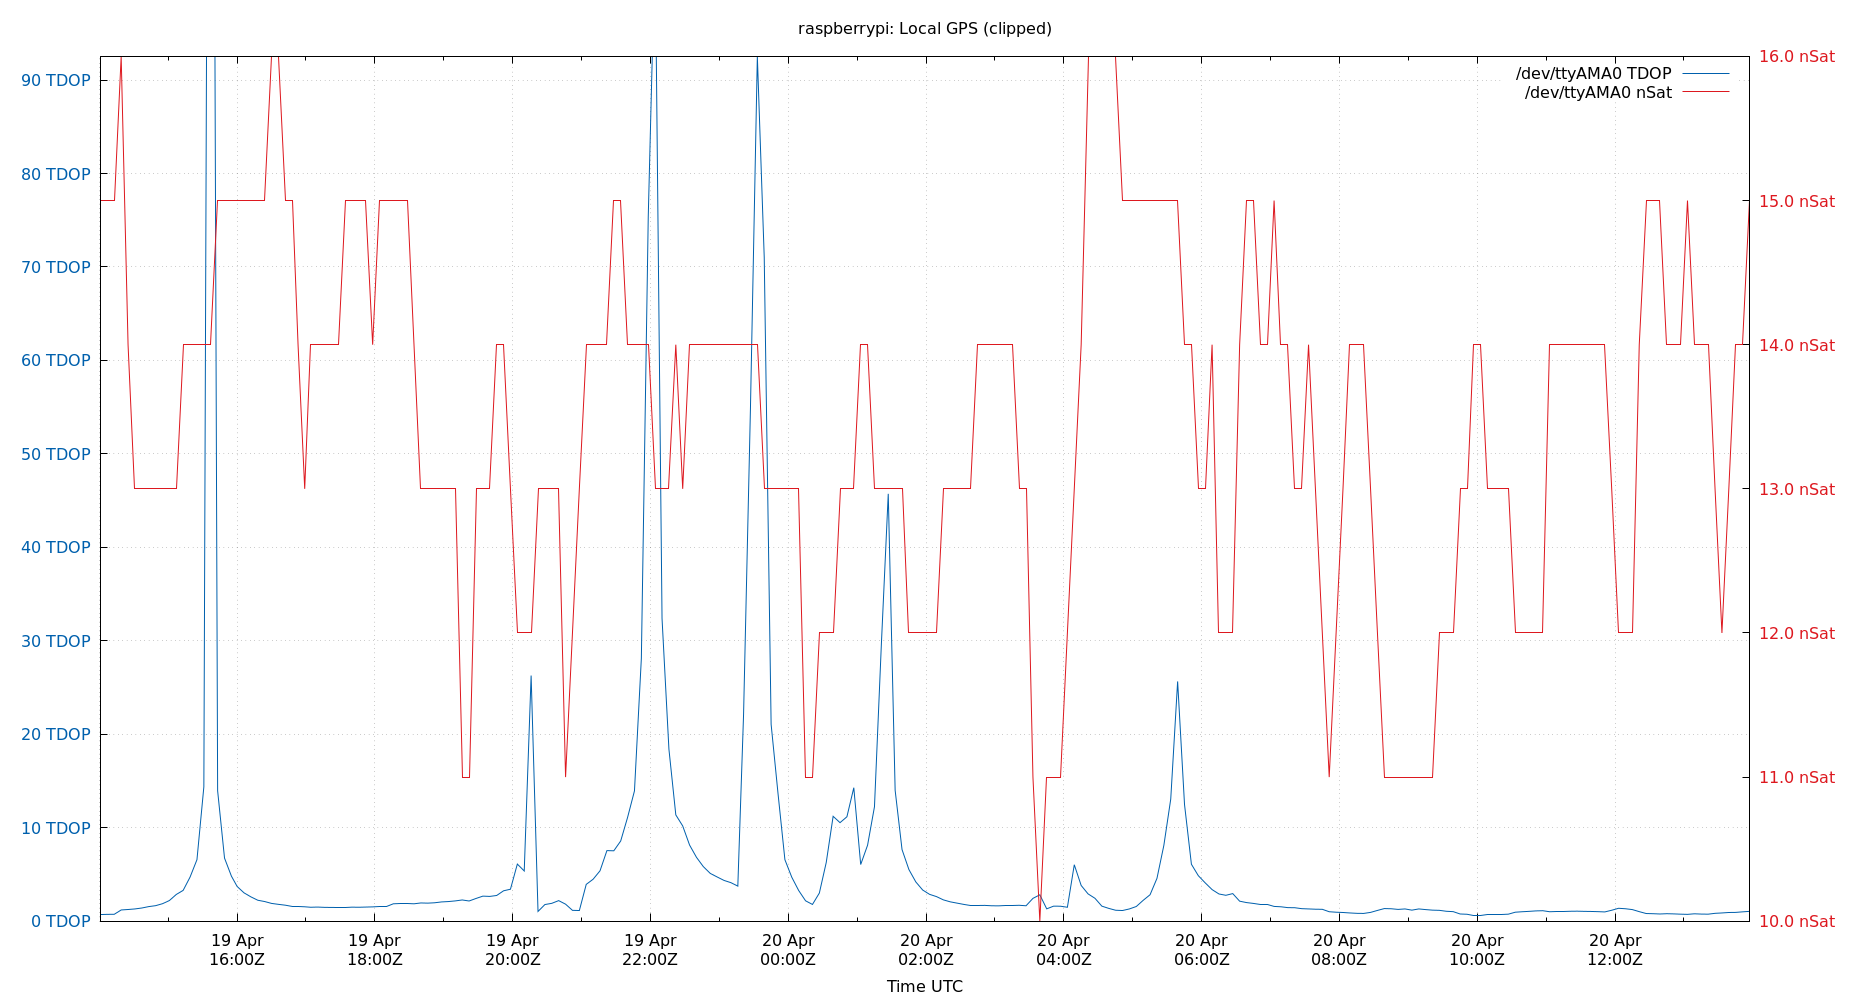 raspberrypi: Local GPS (clipped)
/dev/ttyAMA0 TDOP
/dev/ttyAMA0 nSat
90 TDOP
80 TDOP
70 TDOP
60 TDOP
50 TDOP
40 TDOP
30 TDOP
20 TDOP
10 TDOP
0 TDOP
16.0 nSat
15.0 nSat
14.0 nSat
13.0 nSat
12.0 nSat
11.0 nSat
10.0 nSat
19 Apr
16:00Z
19 Apr
18:00Z
19 Apr
20:00Z
19 Apr
22:00Z
20 Apr
00:00Z
20 Apr
02:00Z
20 Apr
04:00Z
20 Apr
06:00Z
20 Apr
08:00Z
20 Apr
10:00Z
20 Apr
12:00Z
Time UTC